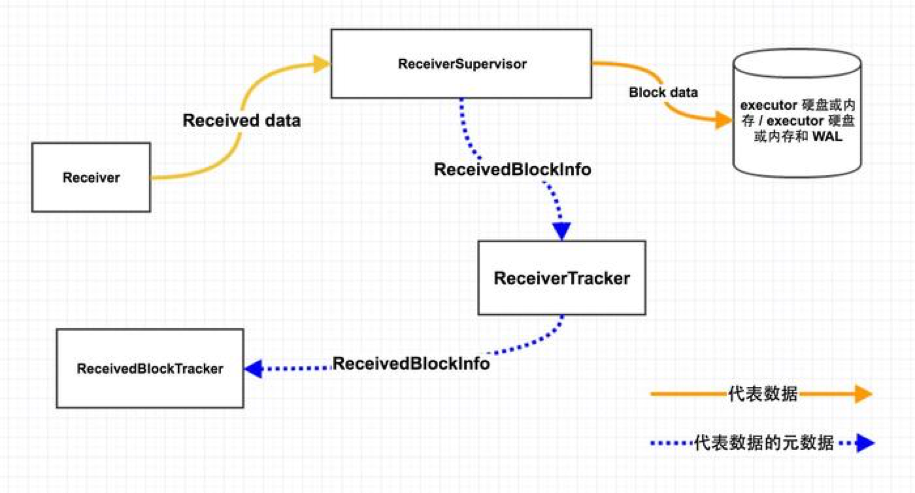 ReceiverSupervisor
Block data
executor 硬盘或内
存 / executor 硬盘
或内存和 WAL
Received data
Receiver
ReceivedBlockInfo
ReceiverTracker
ReceivedBlockInfo
ReceivedBlockTracker
代表数据
代表数据的元数据